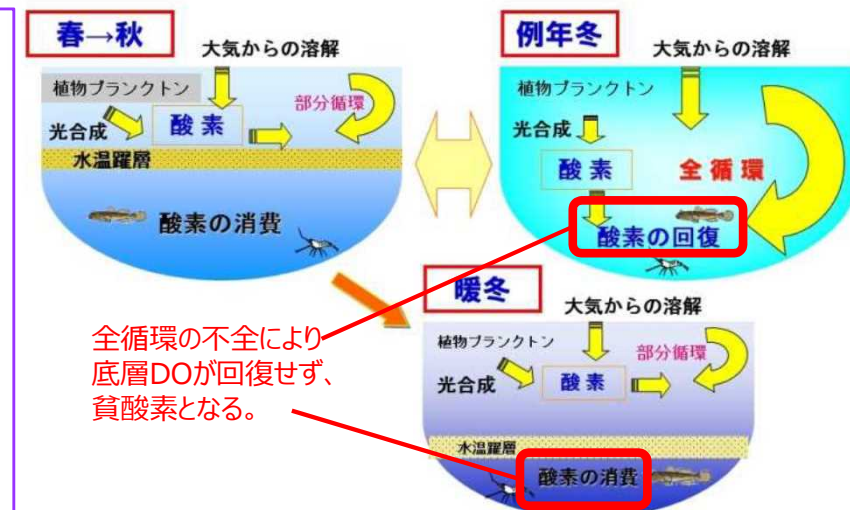 春→秋
大気からの溶解
植物プランクトン
部分循環
光合成
酸素
水温躍層
酸素の消費
例年冬
大気からの溶解
植物プランクトン
光合成
酸素
全循環
酸素の回復
暖冬
大気からの溶解
植物プランクトン
部分循環
光合成
酸素
水温躍層
酸素の消費
全循環の不全により
底層DOが回復せず、
貧酸素となる。